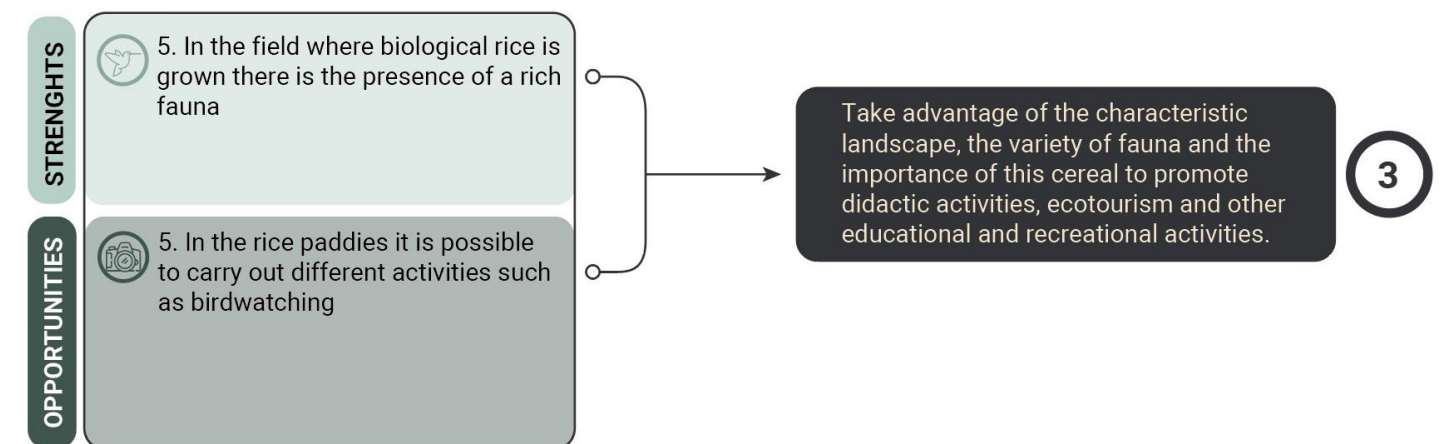 STRENGHTS
5. In the field where biological rice is
grown there is the presence of a rich
fauna
OPPORTUNITIES
5. In the rice paddies it is possible
to carry out different activities such
as birdwatching
Take advantage of the characteristic
landscape, the variety of fauna and the
importance of this cereal to promote
didactic activities, ecotourism and other
educational and recreational activities.
3